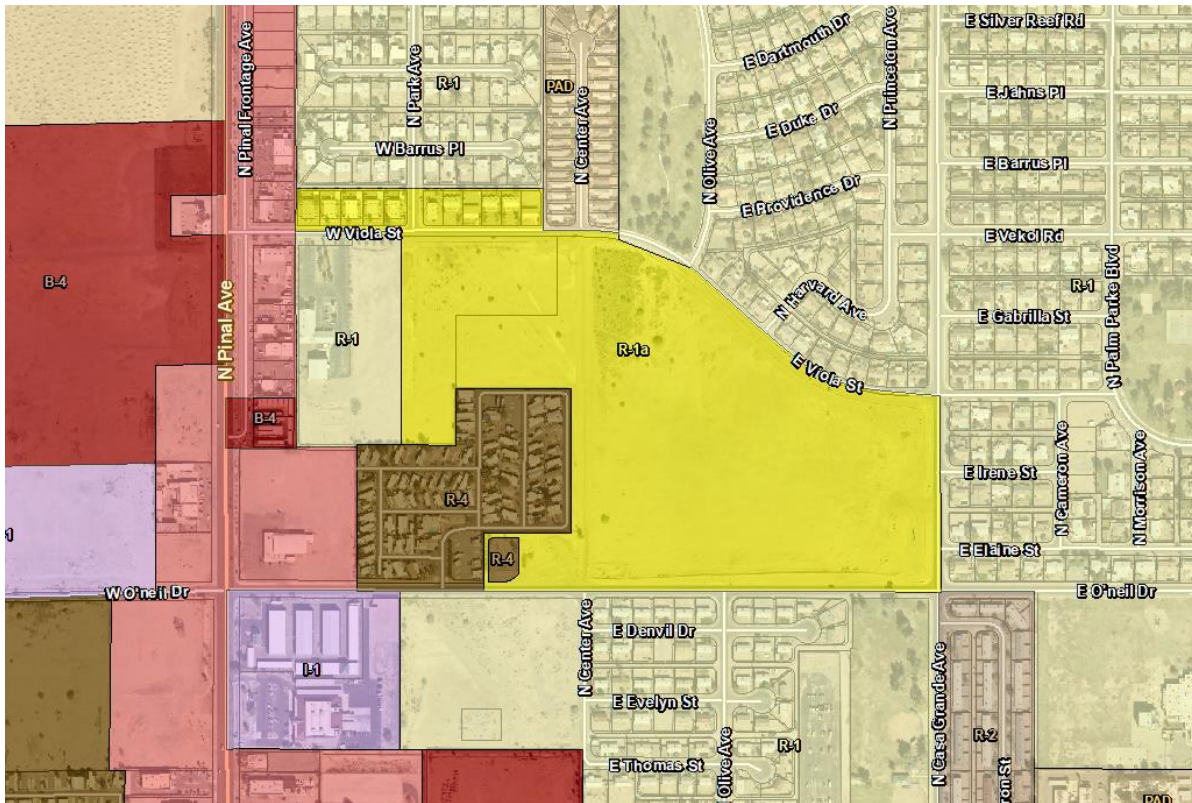 E Silver Reef Rd
E Dartmouth Dr
N Princeton Ave
N Pinal Frontage Ave
N Park Ave
R-1
PAD
N Center Ave
E Jahns Pl
E Duke Dr
N Olive Ave
W Barrus Pl
E Barrus Pl
E Providence Dr
W Viola St
E Vekol Rd
N Palm Parke Blvd
B-4
R-1
N Harvard Ave
E Gabrilla St
N Pinal Ave
R-1
R-1a
E Viola St
B-4
N Cameron Ave
N Morrison Ave
E Irene St
R-4
-1
R-4
E Elaine St
W O'neil Dr
E O'neil Dr
N Center Ave
E Denvil Dr
I-1
N Casa Grande Ave
E Evelyn St
Olive Ave
R-1
R-2
E Thomas St
ron St
PAD